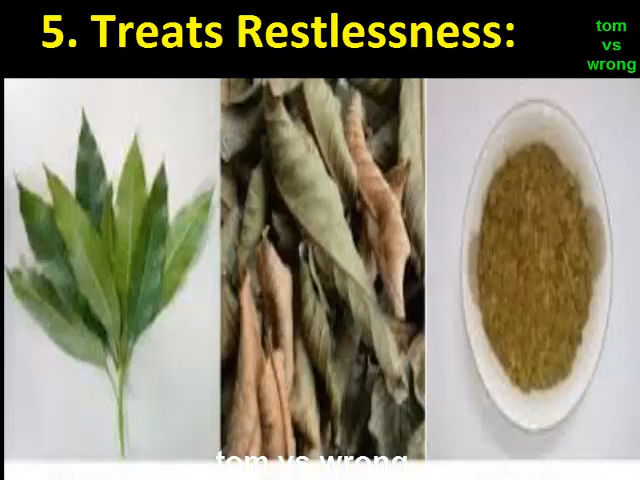 5. Treats Restlessness:
tom
vs
wrong
tom vs wrong